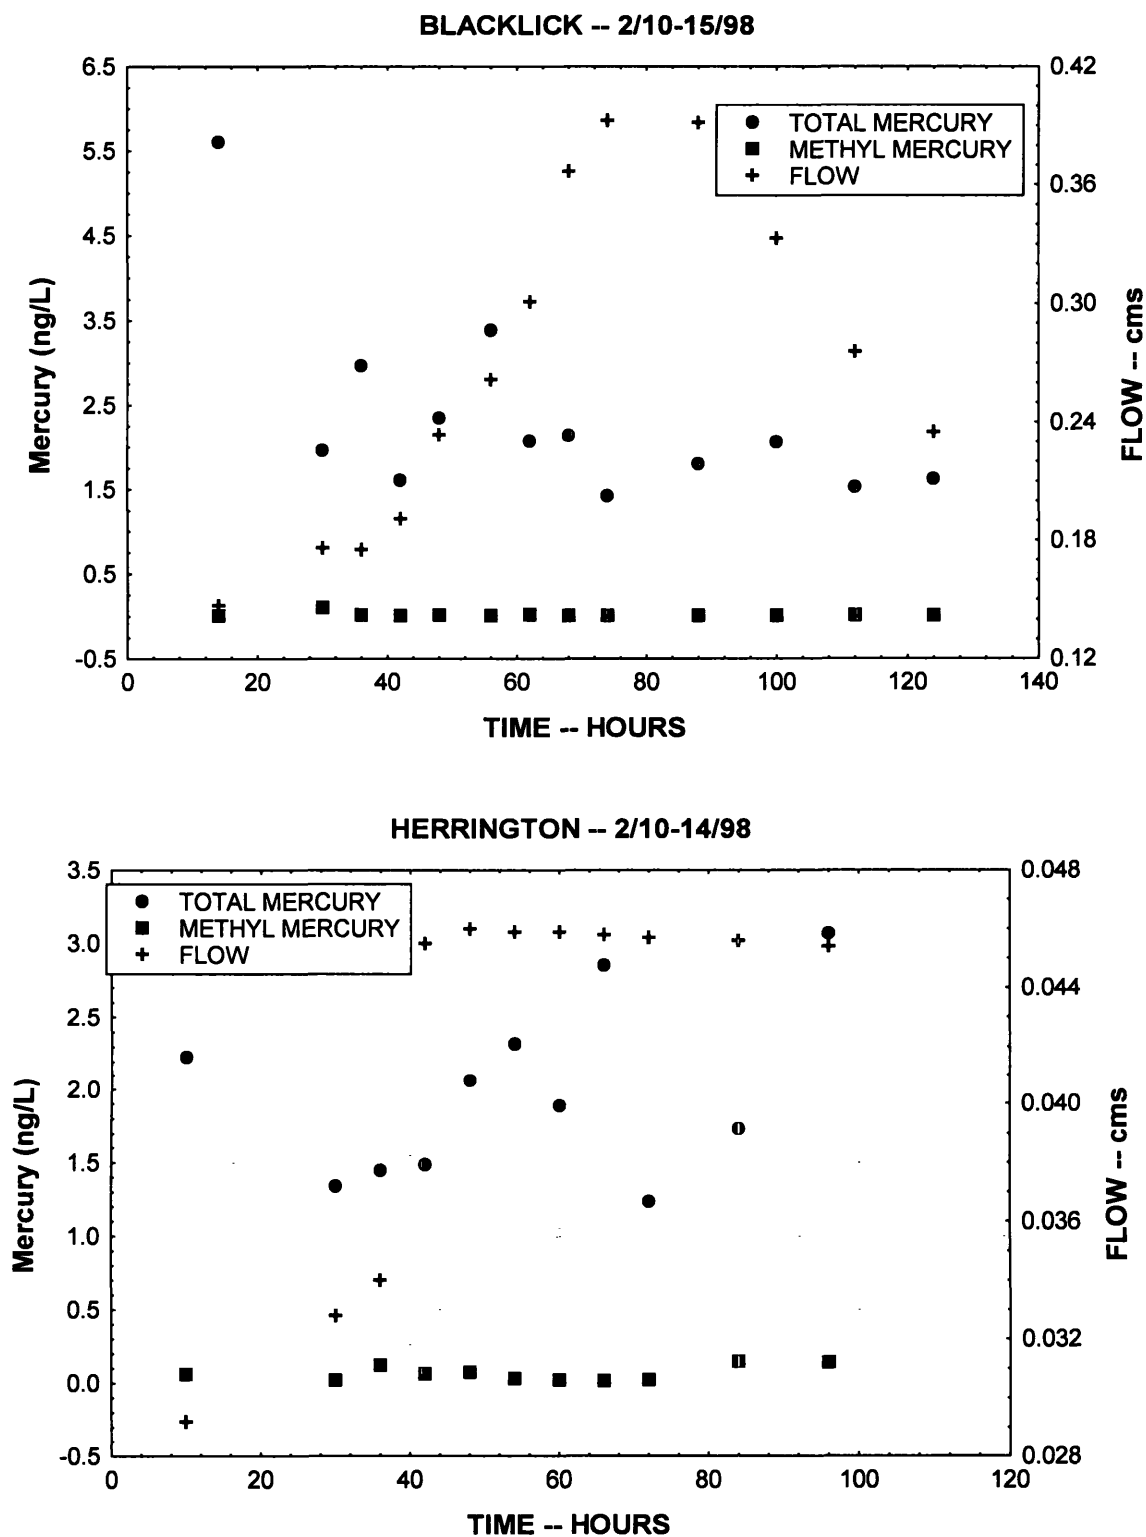 BLACKLICK -- 2/10-15/98
6.5
5.5
4.5
3.5
2.5
1.5
0.5
-0.5
Mercury (ng/L)
TOTAL MERCURY
METHYL MERCURY
FLOW
0.42
0.36
0.30
0.24
0.18
0.12
FLOW -- cms
0 20 40 60 80 100 120 140
TIME -- HOURS
HERRINGTON -- 2/10-14/98
3.5
3.0
2.5
2.0
1.5
1.0
0.5
0.0
-0.5
Mercury (ng/L)
TOTAL MERCURY
METHYL MERCURY
FLOW
0.048
0.044
0.040
0.036
0.032
0.028
FLOW -- cms
0 20 40 60 80 100 120
TIME -- HOURS